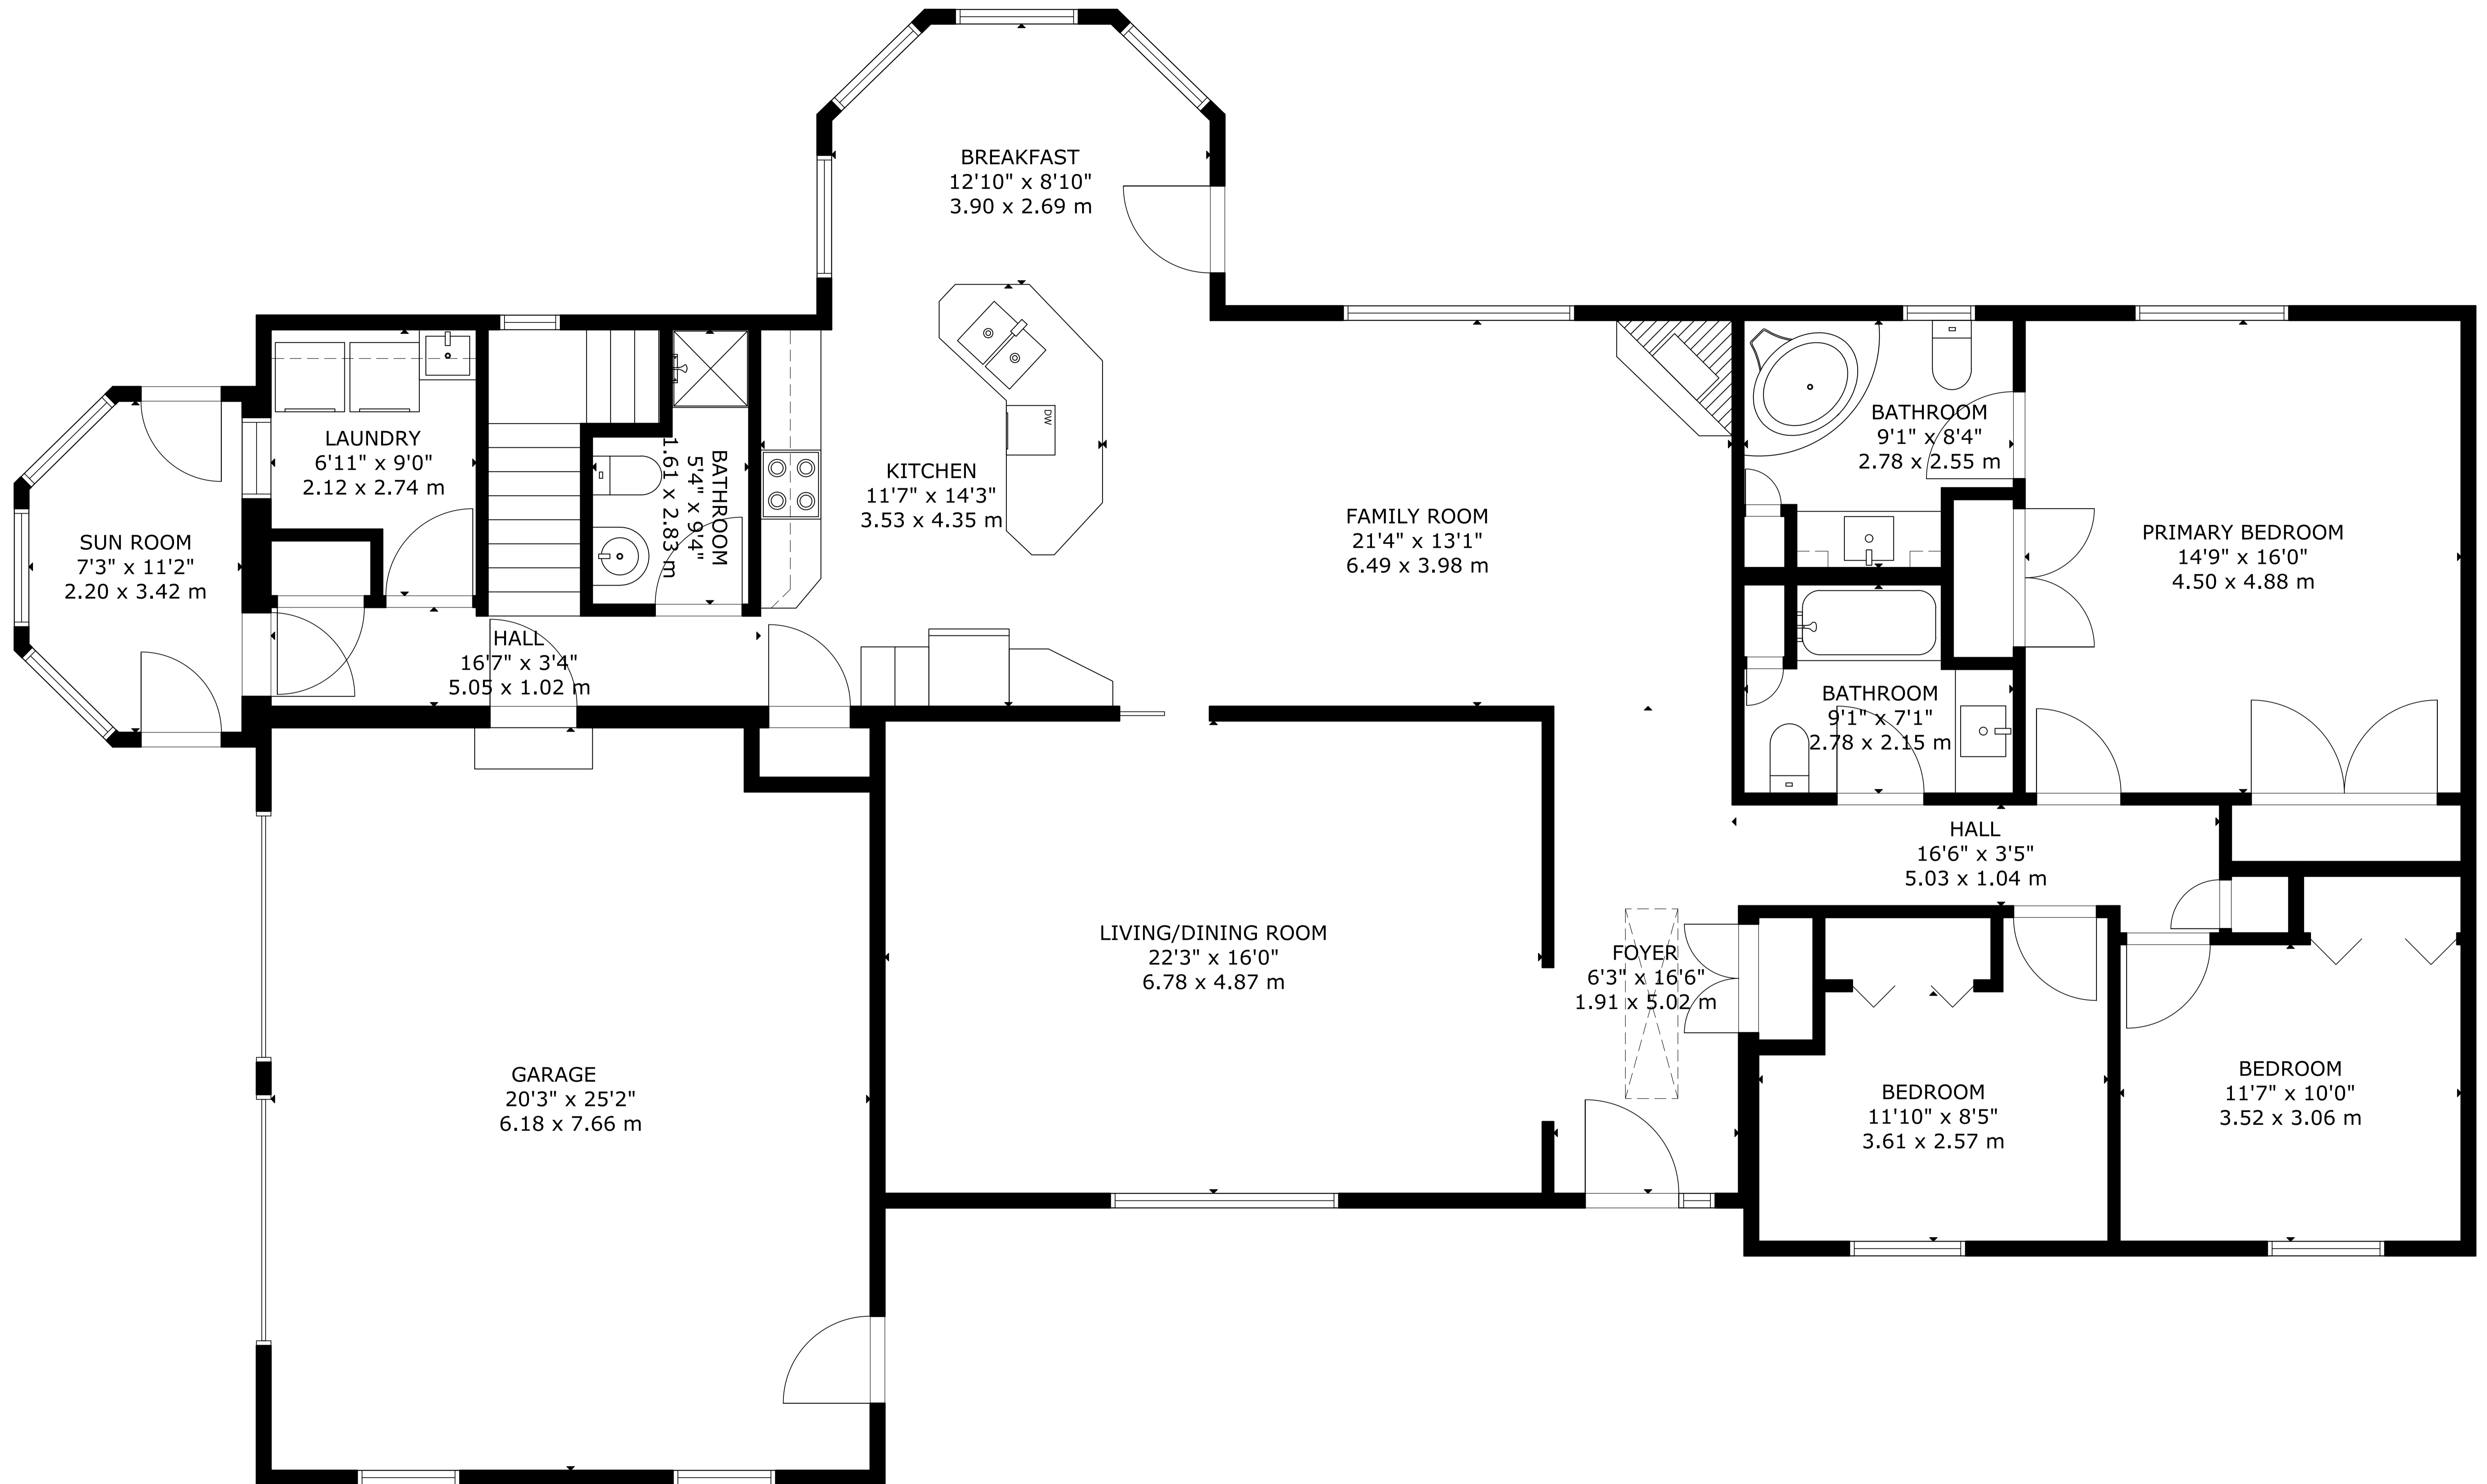 BREAKFAST
12'10" x 8'10"
3.90 x 2.69 m
DW
LAUNDRY
6'11" x 9'0"
2.12 x 2.74 m
BATHROOM
5'4" x 9'4"
1.61 x 2.83 m
KITCHEN
11'7" x 14'3"
3.53 x 4.35 m
FAMILY ROOM
21'4" x 13'1"
6.49 x 3.98 m
BATHROOM
9'1" x 8'4"
2.78 x 2.55 m
PRIMARY BEDROOM
14'9" x 16'0"
4.50 x 4.88 m
SUN ROOM
7'3" x 11'2"
2.20 x 3.42 m
HALL
16'7" x 3'4"
5.05 x 1.02 m
BATHROOM
9'1" x 7'1"
2.78 x 2.15 m
HALL
16'6" x 3'5"
5.03 x 1.04 m
LIVING/DINING ROOM
22'3" x 16'0"
6.78 x 4.87 m
FOYER
6'3" x 16'6"
1.91 x 5.02 m
GARAGE
20'3" x 25'2"
6.18 x 7.66 m
BEDROOM
11'10" x 8'5"
3.61 x 2.57 m
BEDROOM
11'7" x 10'0"
3.52 x 3.06 m